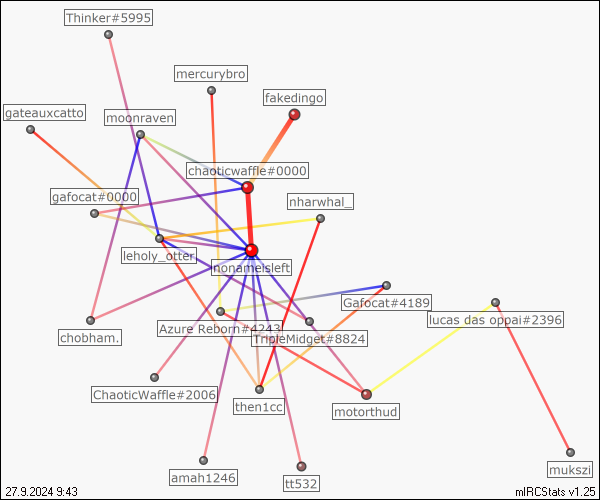 Thinker#5995
mercurybro
fakedingo
gateauxcatto
moonraven
chaoticwaffle#0000
gafocat#0000
nharwhal_
leholy_otter
nonameisleft
Gafocat#4189
lucas das oppai#2396
Azure Reborn#4243
TripleMidget#8824
chobham.
ChaoticWaffle#2006
then1cc
motorthud
amah1246
tt532
mukszi
27.9.2024 9:43
mIRCStats v1.25